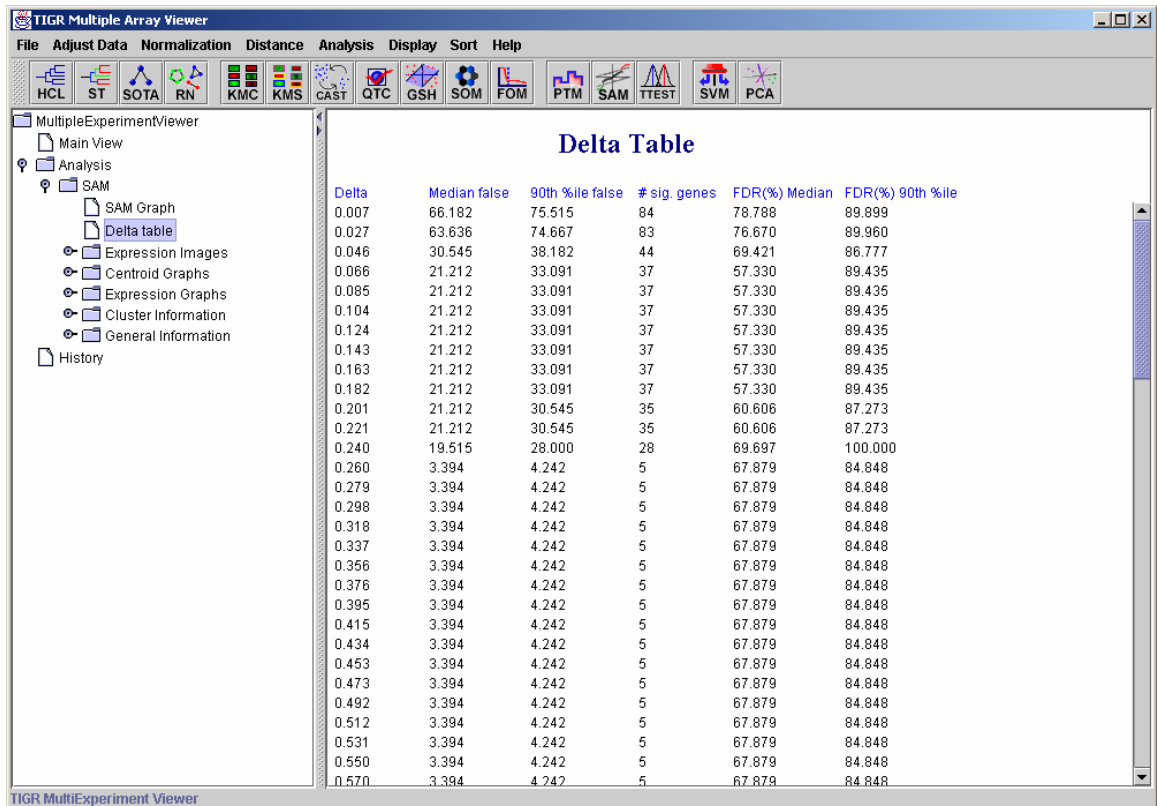 TIGR Multiple Array Viewer
File Adjust Data Normalization Distance Analysis Display Sort Help
HCL ST SOTA RN KMC KMS CAST QTC GSH SOM FOM PTM SAM TTEST SVM PCA
MultipleExperimentViewer
Main View
Analysis
SAM
SAM Graph
Delta table
Expression Images
Centroid Graphs
Expression Graphs
Cluster Information
General Information
History
Delta Table
Delta Median false 90th %ile false # sig. genes FDR(%) Median FDR(%) 90th %ile
0.007 66.182 75.515 84 78.788 89.899
0.027 63.636 74.667 83 76.670 89.960
0.046 30.545 38.182 44 69.421 86.777
0.066 21.212 33.091 37 57.330 89.435
0.085 21.212 33.091 37 57.330 89.435
0.104 21.212 33.091 37 57.330 89.435
0.124 21.212 33.091 37 57.330 89.435
0.143 21.212 33.091 37 57.330 89.435
0.163 21.212 33.091 37 57.330 89.435
0.182 21.212 33.091 37 57.330 89.435
0.201 21.212 30.545 35 60.606 87.273
0.221 21.212 30.545 35 60.606 87.273
0.240 19.515 28.000 28 69.697 100.000
0.260 3.394 4.242 5 67.879 84.848
0.279 3.394 4.242 5 67.879 84.848
0.298 3.394 4.242 5 67.879 84.848
0.318 3.394 4.242 5 67.879 84.848
0.337 3.394 4.242 5 67.879 84.848
0.356 3.394 4.242 5 67.879 84.848
0.376 3.394 4.242 5 67.879 84.848
0.395 3.394 4.242 5 67.879 84.848
0.415 3.394 4.242 5 67.879 84.848
0.434 3.394 4.242 5 67.879 84.848
0.453 3.394 4.242 5 67.879 84.848
0.473 3.394 4.242 5 67.879 84.848
0.492 3.394 4.242 5 67.879 84.848
0.512 3.394 4.242 5 67.879 84.848
0.531 3.394 4.242 5 67.879 84.848
0.550 3.394 4.242 5 67.879 84.848
0.570 3.394 4.242 5 67.879 84.848
TIGR MultiExperiment Viewer